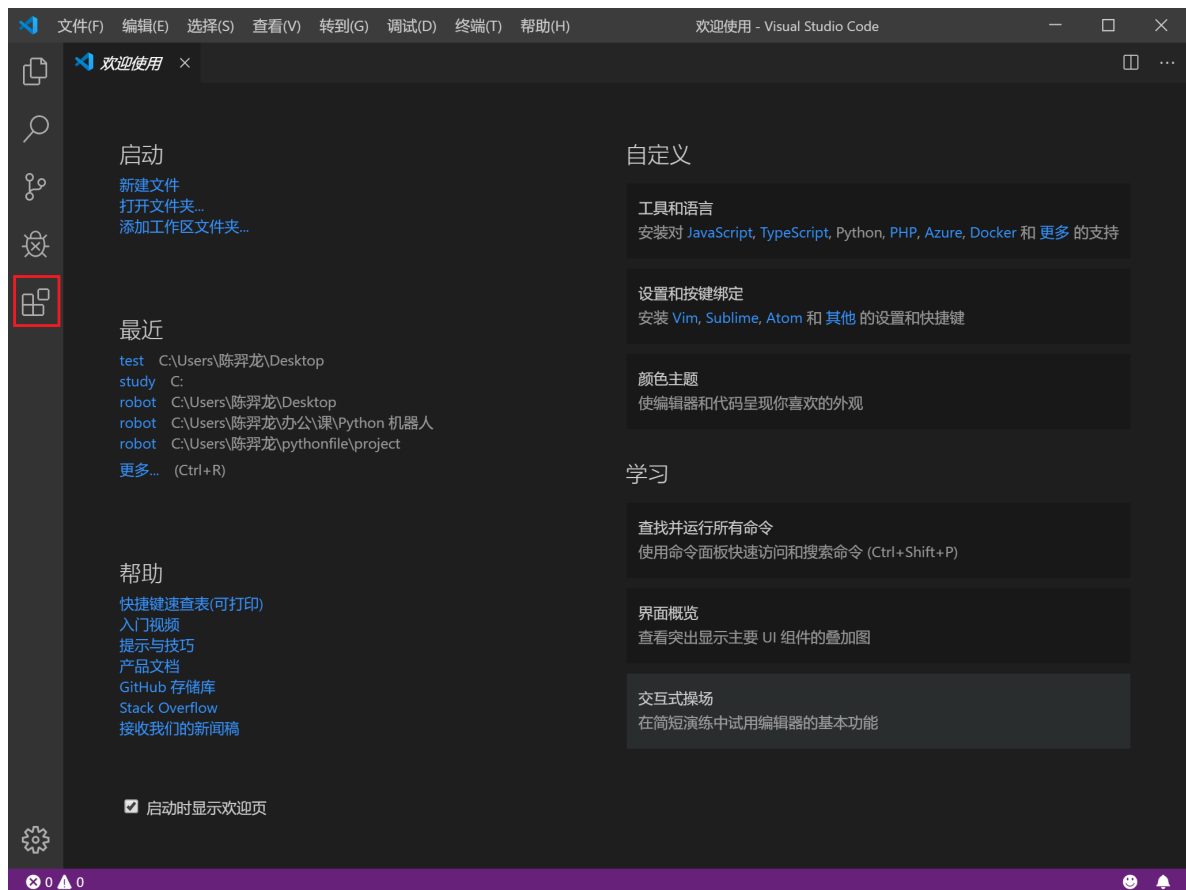 文件(F) 编辑(E) 选择(S) 查看(V) 转到(G) 调试(D) 终端(T) 帮助(H) 欢迎使用 - Visual Studio Code
欢迎使用
启动
新建文件
打开文件夹...
添加工作区文件夹...
最近
test C:\Users\陈羿龙\Desktop
study C:
robot C:\Users\陈羿龙\Desktop
robot C:\Users\陈羿龙\办公\课\Python 机器人
robot C:\Users\陈羿龙\pythonfile\project
更多... (Ctrl+R)
帮助
快捷键速查表(可打印)
入门视频
提示与技巧
产品文档
GitHub 存储库
Stack Overflow
接收我们的新闻稿
启动时显示欢迎页
自定义
工具和语言
安装对 JavaScript, TypeScript, Python, PHP, Azure, Docker 和 更多 的支持
设置和按键绑定
安装 Vim, Sublime, Atom 和 其他 的设置和快捷键
颜色主题
使编辑器和代码呈现你喜欢的外观
学习
查找并运行所有命令
使用命令面板快速访问和搜索命令 (Ctrl+Shift+P)
界面概览
查看突出显示主要 UI 组件的叠加图
交互式操场
在简短演练中试用编辑器的基本功能
0 0